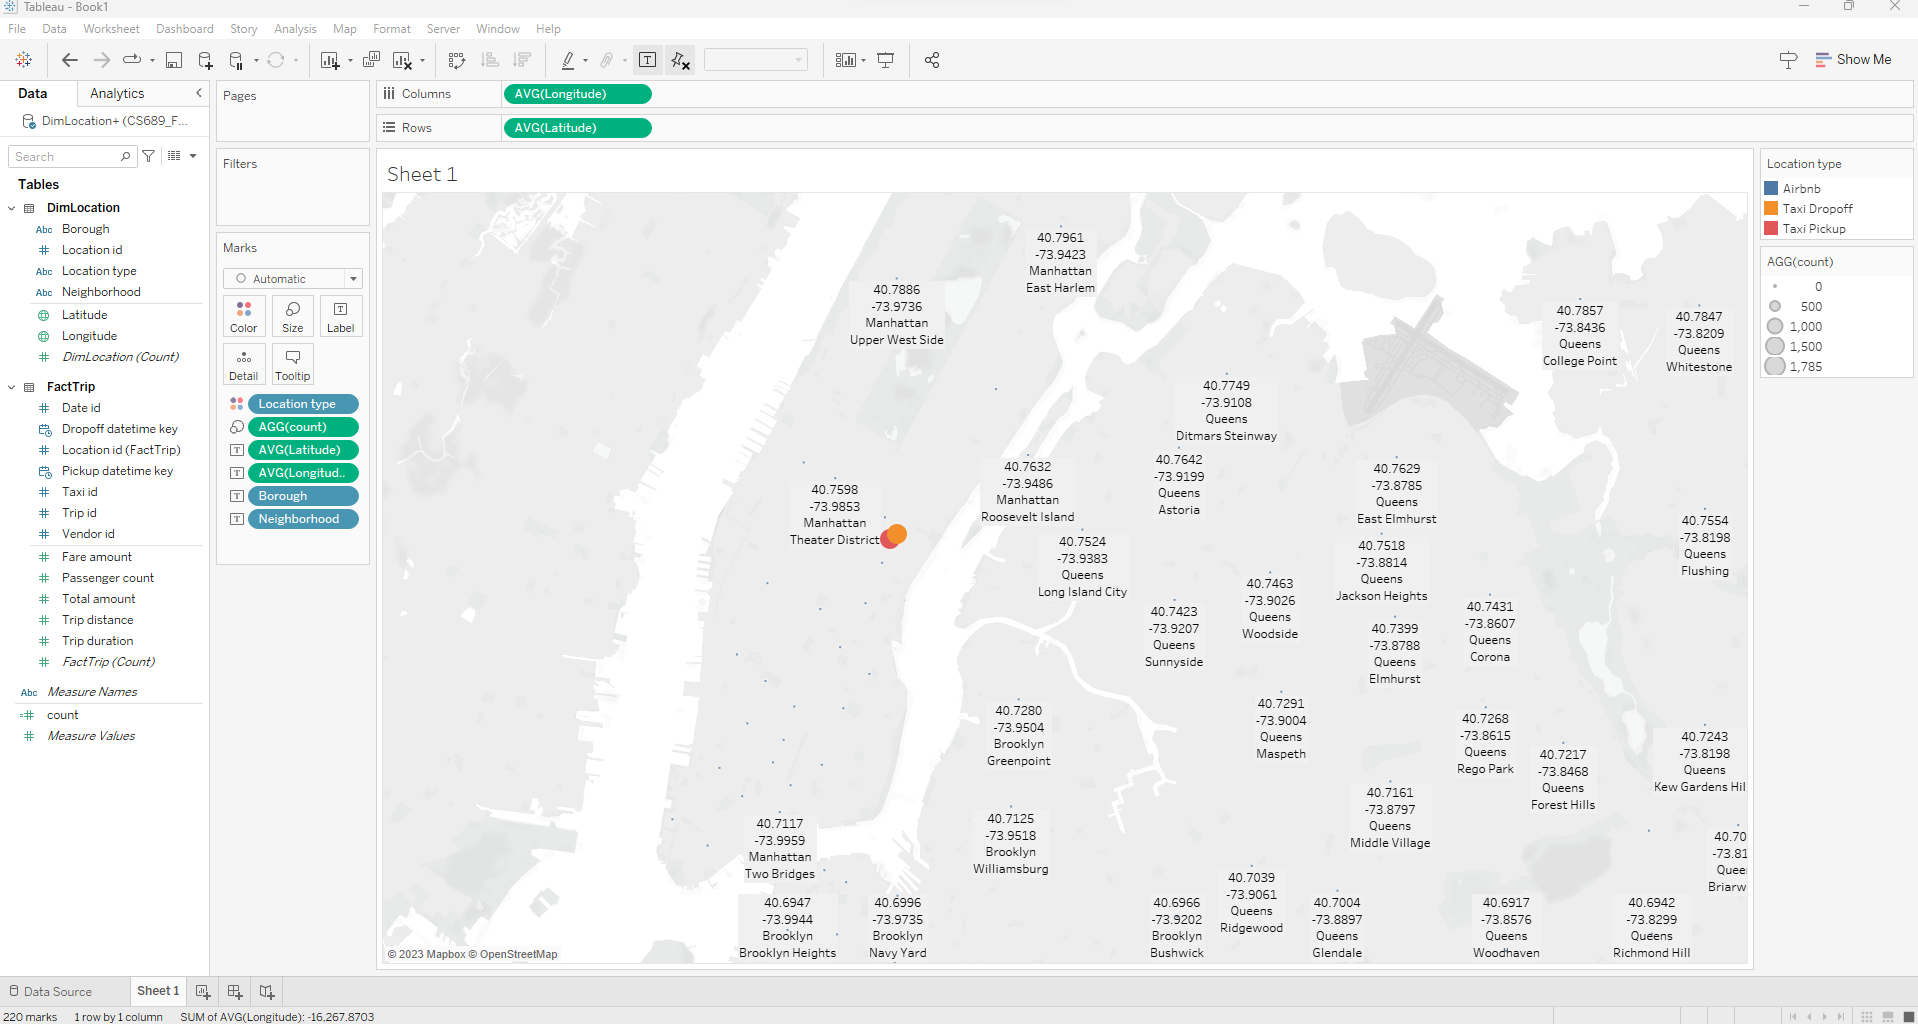 Tableau - Book1
File Data Worksheet Dashboard Story Analysis Map Format Server Window Help
Show Me
Data Analytics
DimLocation+ (CS689_F...
Search
Tables
DimLocation
Abc Borough
Location id
Abc Location type
Abc Neighborhood
Latitude
Longitude
DimLocation (Count)
FactTrip
Date id
Dropoff datetime key
Location id (FactTrip)
Pickup datetime key
Taxi id
Trip id
Vendor id
Fare amount
Passenger count
Total amount
Trip distance
Trip duration
FactTrip (Count)
Abc Measure Names
count
Measure Values
Pages
Filters
Marks
Automatic
Color Size Label
Detail Tooltip
Location type
AGG(count)
AVG(Latitude)
AVG(Longitud..
Borough
Neighborhood
Columns AVG(Longitude)
Rows AVG(Latitude)
Sheet 1
40.7961
-73.9423
Manhattan
East Harlem
40.7886
-73.9736
Manhattan
Upper West Side
40.7857
-73.8436
Queens
College Point
40.7847
-73.8209
Queens
Whitestone
40.7749
-73.9108
Queens
Ditmars Steinway
40.7642
-73.9199
Queens
Astoria
40.7632
-73.9486
Manhattan
Roosevelt Island
40.7629
-73.8785
Queens
East Elmhurst
40.7598
-73.9853
Manhattan
Theater District
40.7554
-73.8198
Queens
Flushing
40.7524
-73.9383
Queens
Long Island City
40.7518
-73.8814
Queens
Jackson Heights
40.7463
-73.9026
Queens
Woodside
40.7423
-73.9207
Queens
Sunnyside
40.7431
-73.8607
Queens
Corona
40.7399
-73.8788
Queens
Elmhurst
40.7280
-73.9504
Brooklyn
Greenpoint
40.7291
-73.9004
Queens
Maspeth
40.7268
-73.8615
Queens
Rego Park
40.7217
-73.8468
Queens
Forest Hills
40.7243
-73.8198
Queens
Kew Gardens Hil
40.7161
-73.8797
Queens
Middle Village
40.7117
-73.9959
Manhattan
Two Bridges
40.7125
-73.9518
Brooklyn
Williamsburg
40.70
-73.81
Queer
Briarw
40.7039
-73.9061
Queens
Ridgewood
40.6947
-73.9944
Brooklyn
Brooklyn Heights
40.6996
-73.9735
Brooklyn
Navy Yard
40.6966
-73.9202
Brooklyn
Bushwick
40.7004
-73.8897
Queens
Glendale
40.6917
-73.8576
Queens
Woodhaven
40.6942
-73.8299
Queens
Richmond Hill
© 2023 Mapbox © OpenStreetMap
Location type
Airbnb
Taxi Dropoff
Taxi Pickup
AGG(count)
0
500
1,000
1,500
1,785
Data Source Sheet 1
220 marks 1 row by 1 column SUM of AVG(Longitude): -16,267.8703